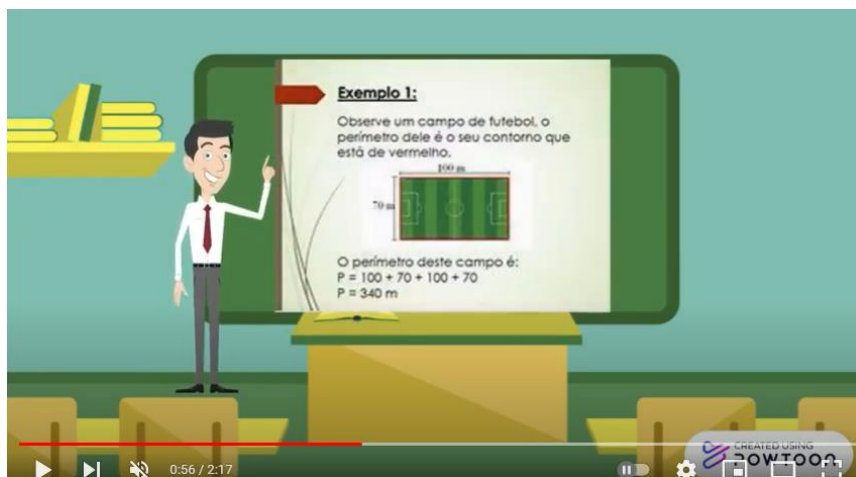 Exemplo 1:
Observe um campo de futebol, o
perímetro dele é o seu contorno que
está de vermelho.
100 m
70 m
O perímetro deste campo é:
P = 100 + 70 + 100 + 70
P = 340 m
CREATED USING
POWTOON
0:56 / 2:17